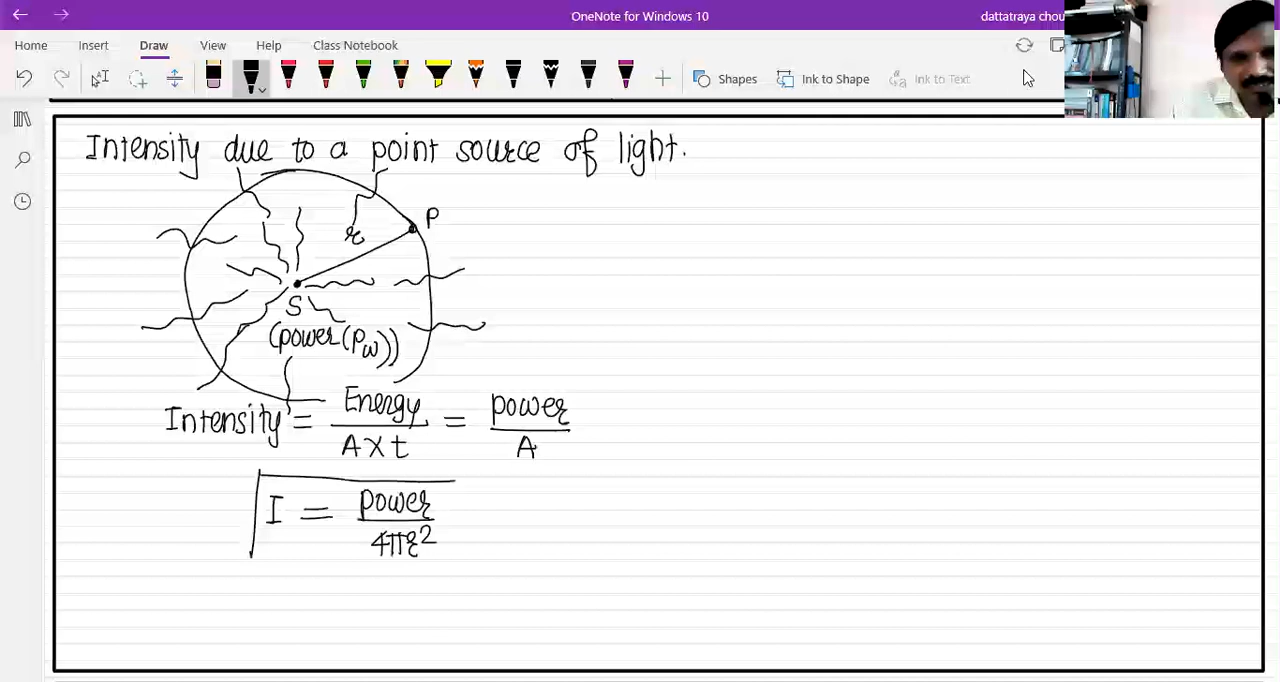 OneNote for Windows 10
dattatraya chou
Home Insert Draw View Help Class Notebook
Shapes Ink to Shape Ink to Text
Intensity due to a point source of light.
P
r
S
(power(Pω))
Intensity = Energy / A×t = power / A
I = power / 4πr²